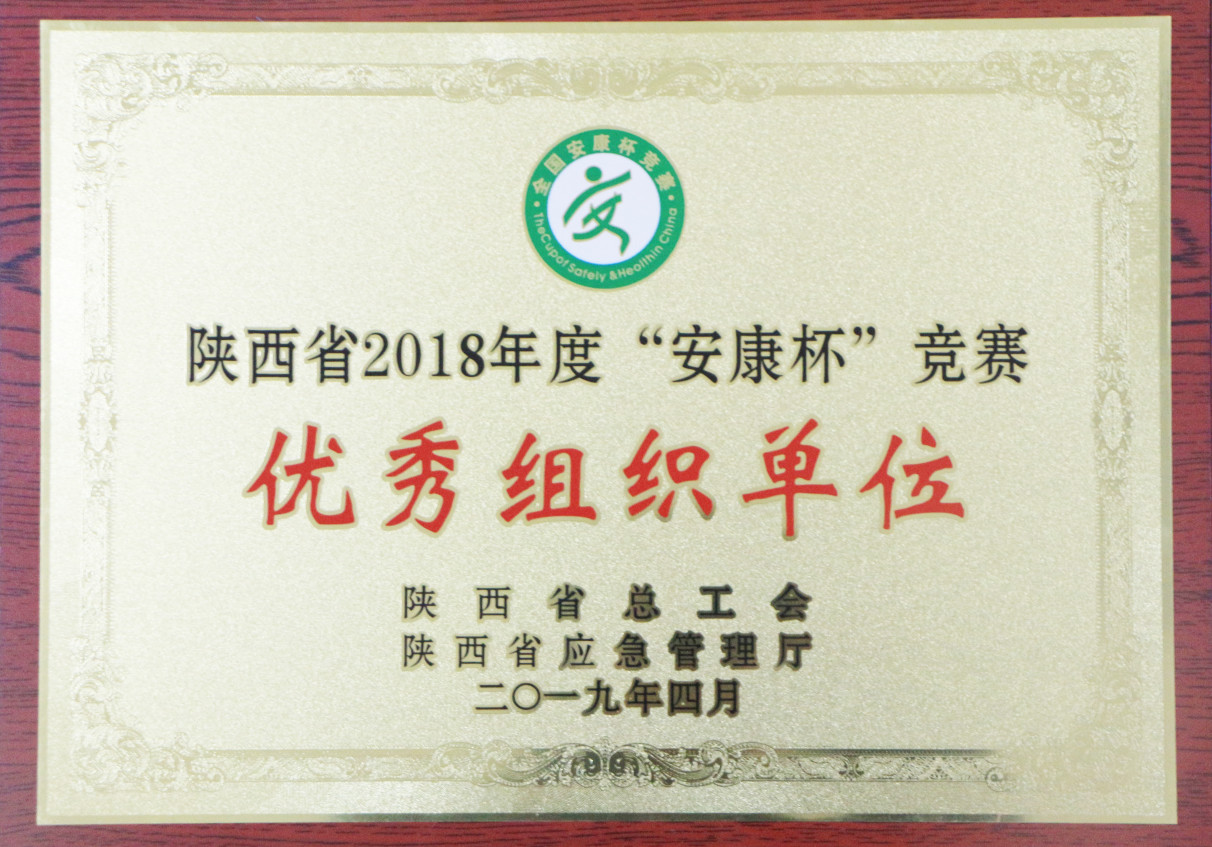 全国安康杯竞赛
TheCupof Safely &Heolthin China
陕西省2018年度“安康杯”竞赛
优秀组织单位
陕西省总工会
陕西省应急管理厅
二〇一九年四月